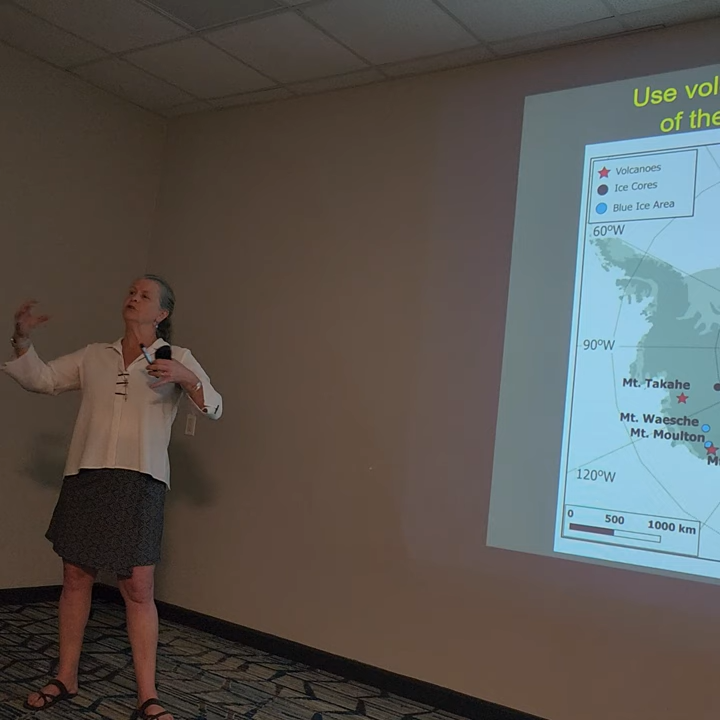 Use vol
of the
Volcanoes
Ice Cores
Blue Ice Area
60°W
90°W
Mt. Takahe
Mt. Waesche
Mt. Moulton
M
120°W
0 500 1000 km